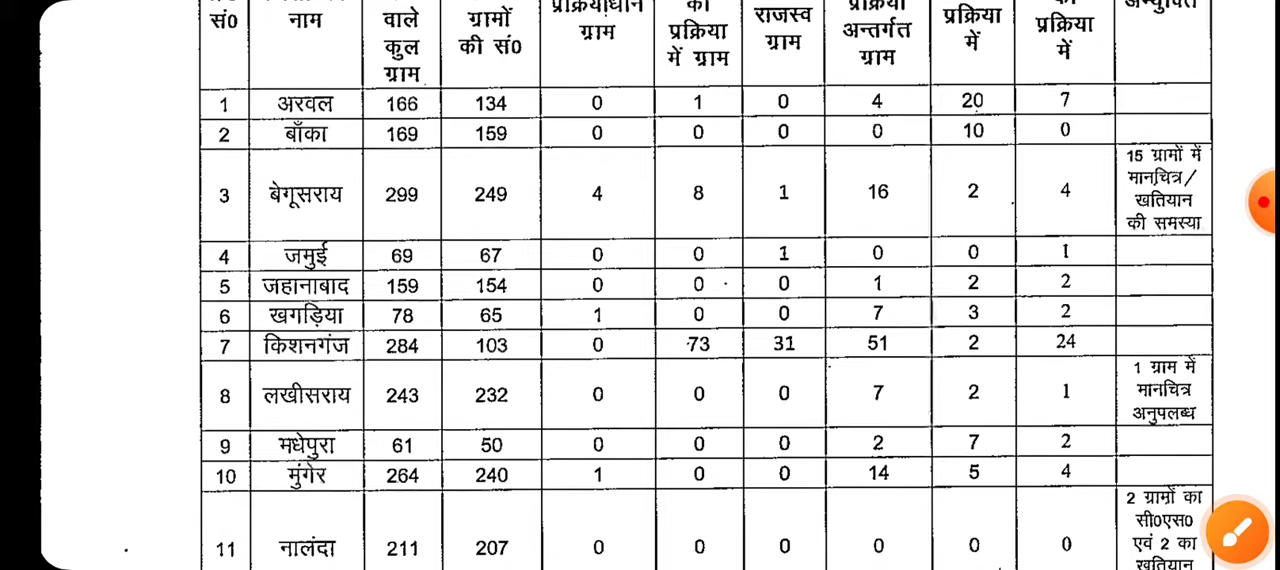 सं0 नाम वाले कुल ग्राम ग्रामों की सं0 ग्राम प्रक्रिया में ग्राम राजस्व ग्राम अन्तर्गत ग्राम प्रक्रिया में प्रक्रिया में
1 अरवल 166 134 0 1 0 4 20 7
2 बाँका 169 159 0 0 0 0 10 0
3 बेगूसराय 299 249 4 8 1 16 2 4 15 ग्रामों में मानचित्र/ खतियान की समस्या
4 जमुई 69 67 0 0 1 0 0 1
5 जहानाबाद 159 154 0 0 0 1 2 2
6 खगड़िया 78 65 1 0 0 7 3 2
7 किशनगंज 284 103 0 73 31 51 2 24
8 लखीसराय 243 232 0 0 0 7 2 1 1 ग्राम में मानचित्र अनुपलब्ध
9 मधेपुरा 61 50 0 0 0 2 7 2
10 मुंगेर 264 240 1 0 0 14 5 4
11 नालंदा 211 207 0 0 0 0 0 0 2 ग्रामों का सी0एस0 एवं 2 का खतियान